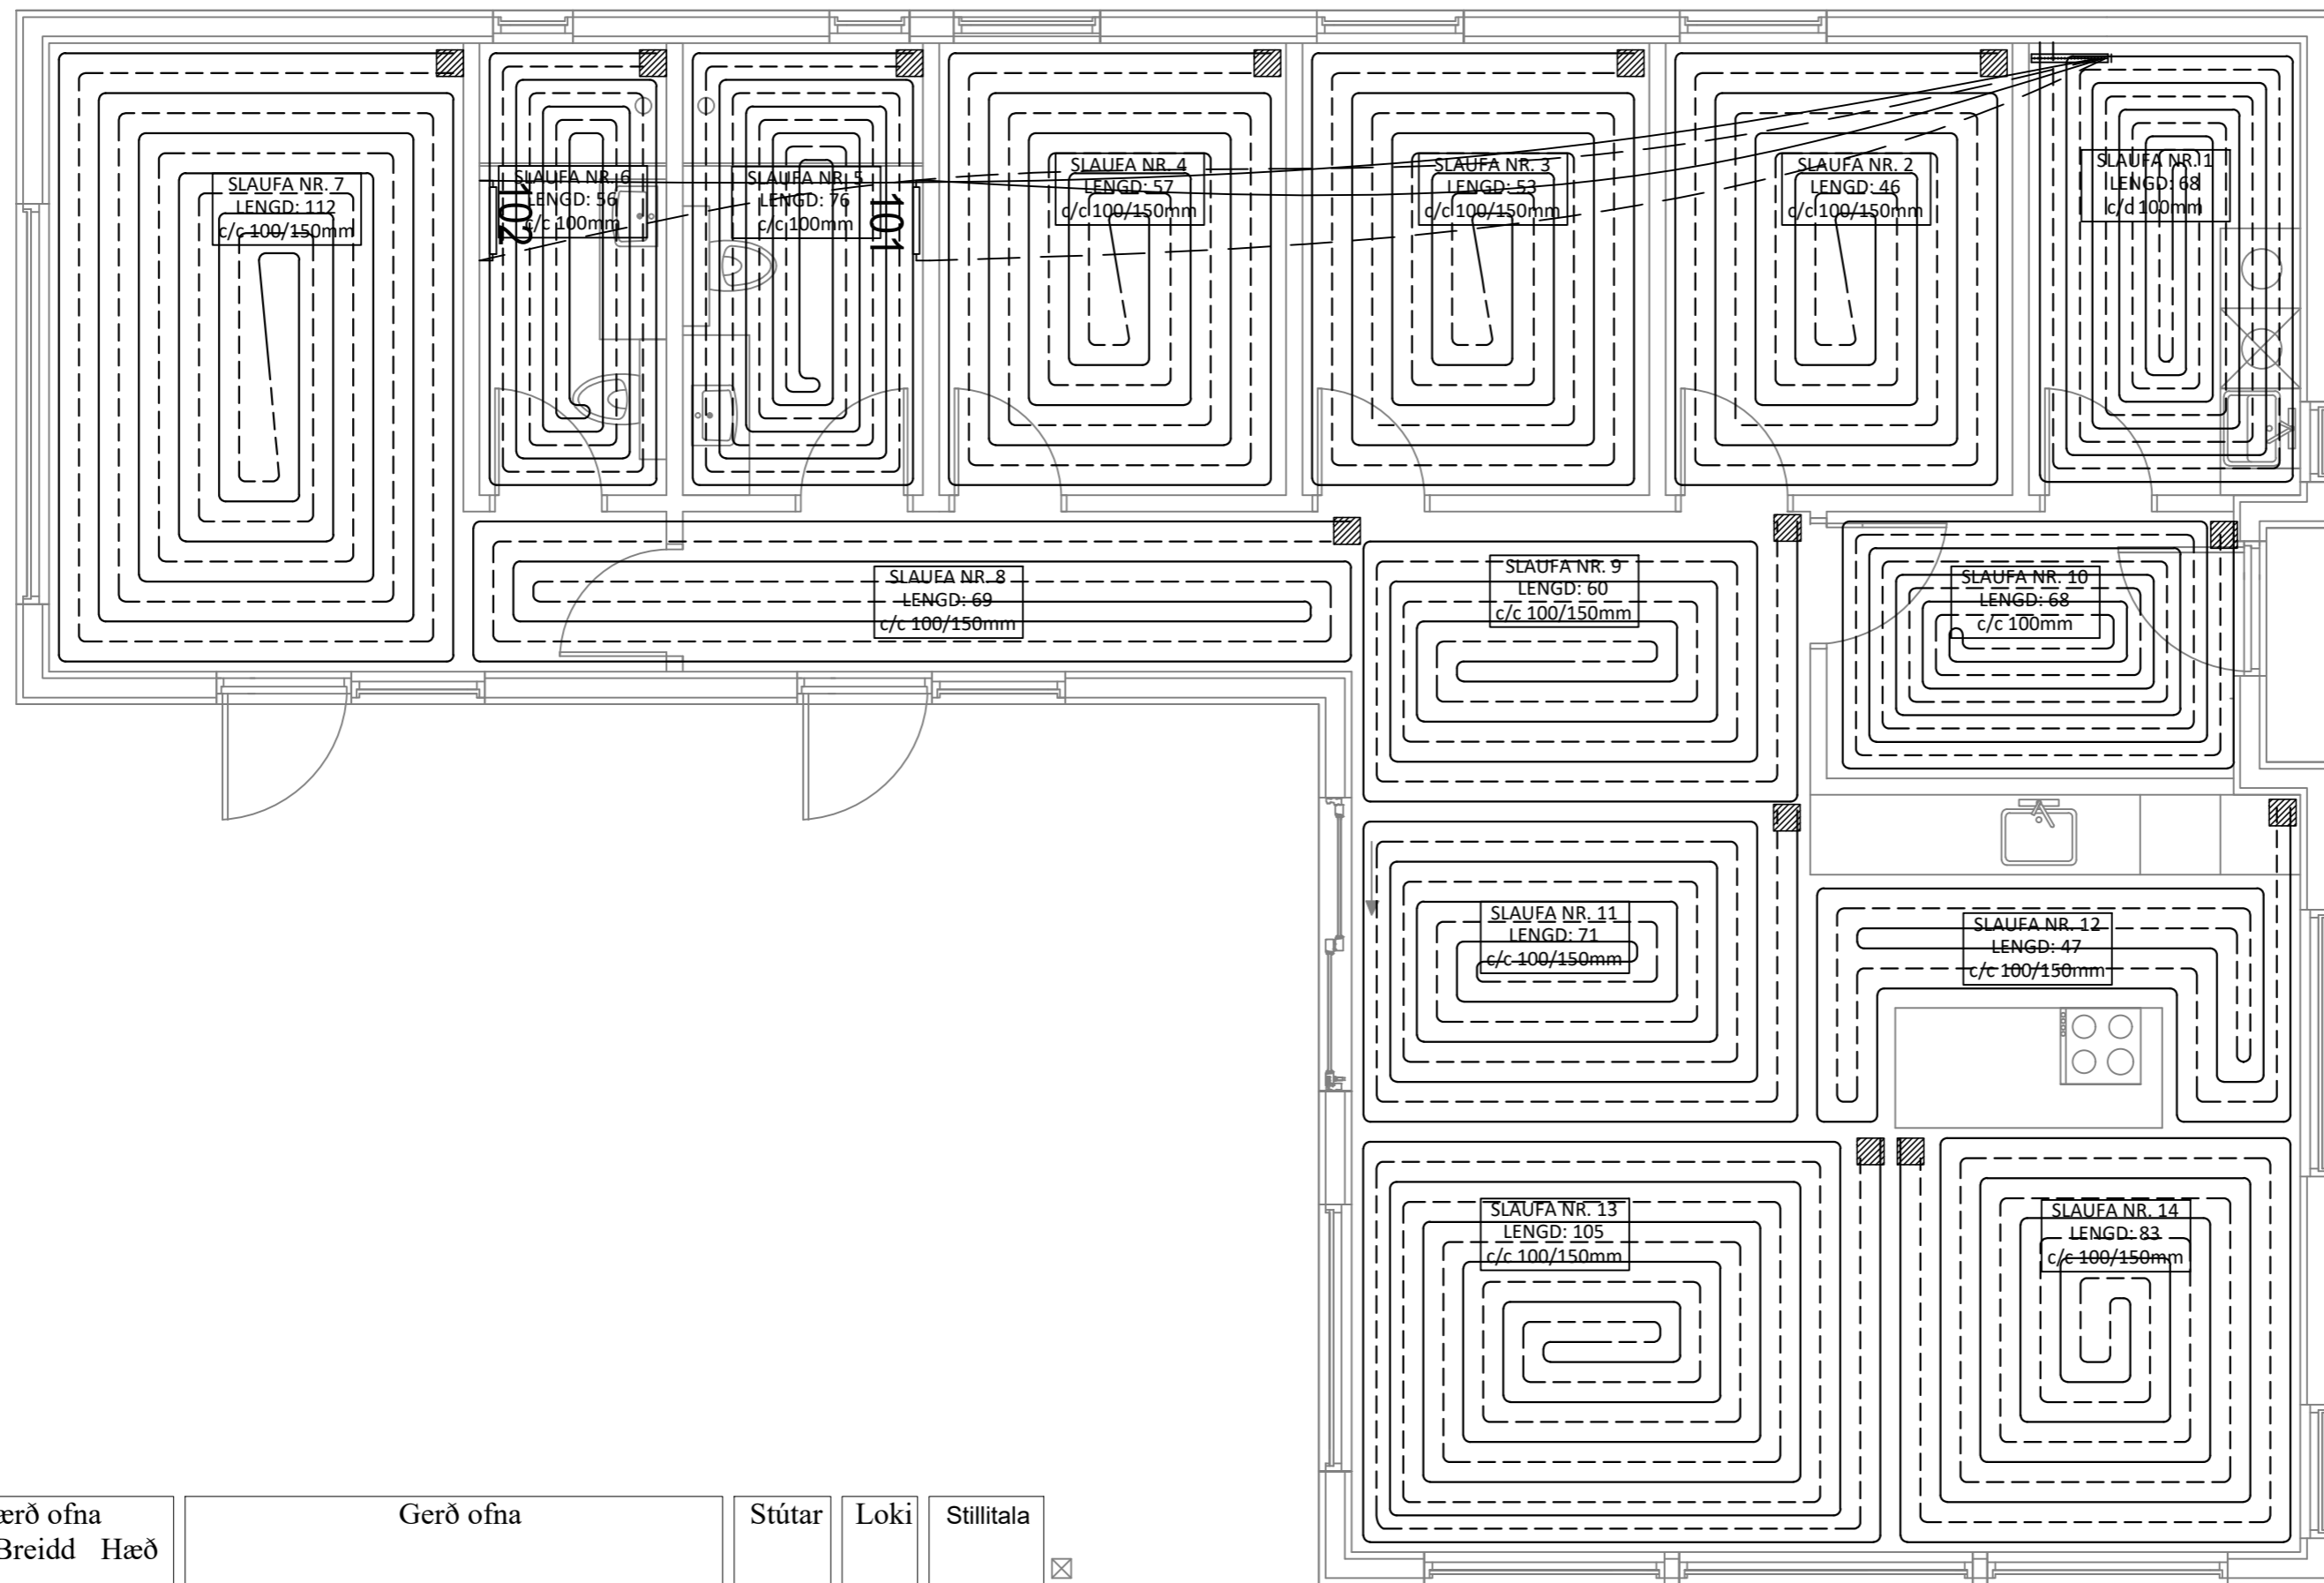 SLAUFA NR. 7
LENGD: 112
c/c 100/150mm
102
SLAUFA NR. 6
LENGD: 56
c/c 100mm
SLAUFA NR. 5
LENGD: 76
c/c 100mm
101
SLAUFA NR. 4
LENGD: 57
c/c 100/150mm
SLAUFA NR. 3
LENGD: 53
c/c 100/150mm
SLAUFA NR. 2
LENGD: 46
c/c 100/150mm
SLAUFA NR. 1
LENGD: 68
c/c 100mm
SLAUFA NR. 8
LENGD: 69
c/c 100/150mm
SLAUFA NR. 9
LENGD: 60
c/c 100/150mm
SLAUFA NR. 10
LENGD: 68
c/c 100mm
SLAUFA NR. 11
LENGD: 71
c/c 100/150mm
SLAUFA NR. 12
LENGD: 47
c/c 100/150mm
SLAUFA NR. 13
LENGD: 105
c/c 100/150mm
SLAUFA NR. 14
LENGD: 83
c/c 100/150mm
ærð ofna
Breidd Hæð
Gerð ofna
Stútar
Loki
Stillitala